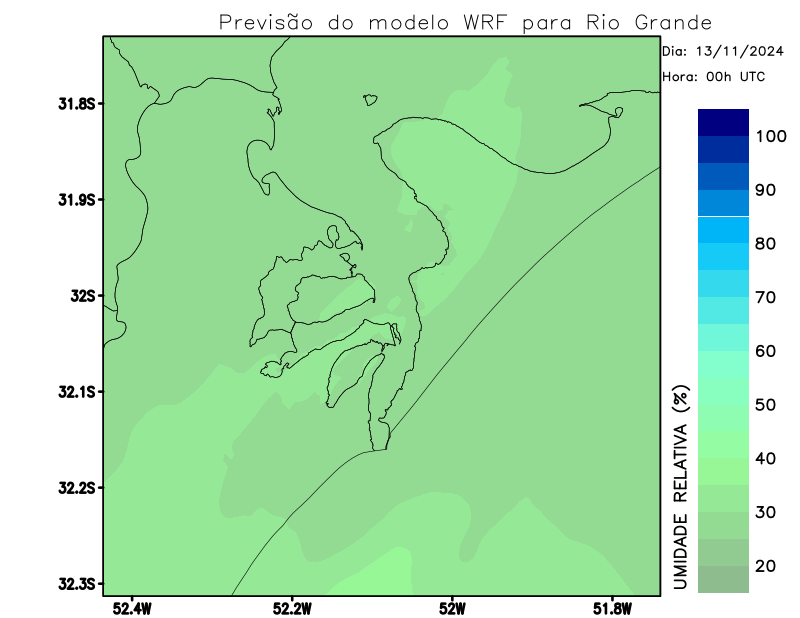 Previsão do modelo WRF para Rio Grande
Dia: 13/11/2024
Hora: 00h UTC
31.8S
31.9S
32S
32.1S
32.2S
32.3S
52.4W
52.2W
52W
51.8W
100
90
80
70
60
50
40
30
20
UMIDADE RELATIVA (%)